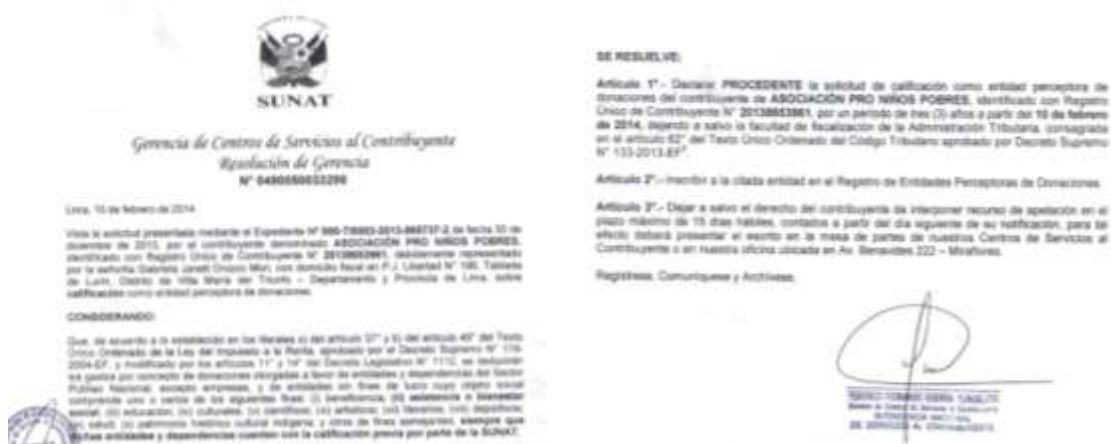 SUNAT
Gerencia de Centros de Servicios al Contribuyente
Resolución de Gerencia
N° 0490050033299
Lima, 10 de febrero de 2014
Vista la solicitud presentada mediante el Expediente N° de fecha 30 de
diciembre de 2013, por el contribuyente denominado ASOCIACIÓN PRO NIÑOS POBRES,
identificado con Registro Único de Contribuyente N° 20138653961, debidamente representado
por la señorita Gabriela con domicilio fiscal en P.J. Libertad N° Tablada
de Lurín, Distrito de Villa María del Triunfo – Departamento y Provincia de Lima, sobre
calificación como entidad perceptora de donaciones.
CONSIDERANDO:
Que, de acuerdo a lo establecido en los literales x) del artículo 37° y b) del artículo 49° del Texto
Único Ordenado de la Ley del Impuesto a la Renta, aprobado por el Decreto Supremo N° 179-
2004-EF, y modificado por los artículos 11° y 14° del Decreto Legislativo N° 1112, se deducirán
los gastos por concepto de donaciones otorgadas a favor de entidades y dependencias del Sector
Público Nacional, excepto empresas, y de entidades sin fines de lucro cuyo objeto social
comprende uno o varios de los siguientes fines: (i) beneficencia; (ii) asistencia o bienestar
social; (iii) educación; (iv) culturales; (v) científicos; (vi) artísticos; (vii) literarios; (viii) deportivos;
salud; (x) patrimonio histórico cultural indígena; y otros de fines semejantes; siempre que
dichas entidades y dependencias cuenten con la calificación previa por parte de la SUNAT.
SE RESUELVE:
Artículo 1°.- Declarar PROCEDENTE la solicitud de calificación como entidad perceptora de
donaciones del contribuyente de ASOCIACIÓN PRO NIÑOS POBRES, identificado con Registro
Único de Contribuyente N° 20138653961, por un período de tres (3) años a partir del 10 de febrero
de 2014, dejando a salvo la facultad de fiscalización de la Administración Tributaria, consagrada
en el artículo 62° del Texto Único Ordenado del Código Tributario aprobado por Decreto Supremo
N° 133-2013-EF.
Artículo 2°.- Inscribir a la citada entidad en el Registro de Entidades Perceptoras de Donaciones.
Artículo 3°.- Dejar a salvo el derecho del contribuyente de interponer recurso de apelación en el
plazo máximo de 15 días hábiles, contados a partir del día siguiente de su notificación, para tal
efecto deberá presentar el escrito en la mesa de partes de nuestros Centros de Servicios al
Contribuyente o en nuestra oficina ubicada en Av. Benavides 222 – Miraflores.
Regístrese, Comuníquese y Archívese.